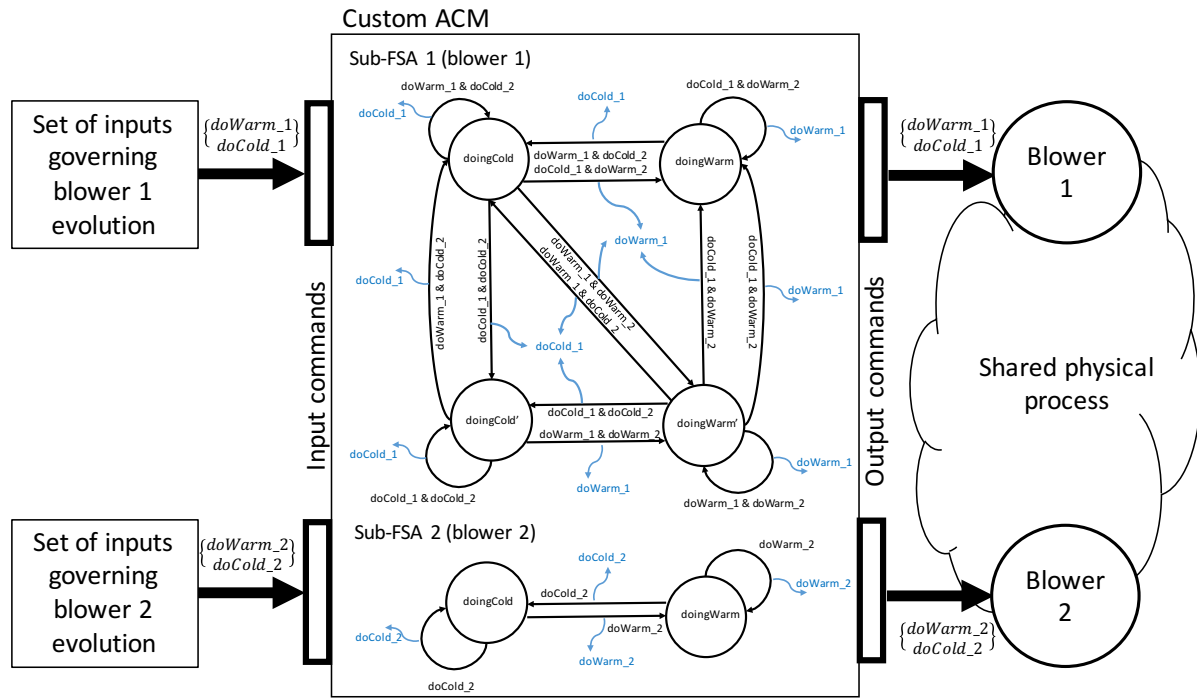 Custom ACM
Sub-FSA 1 (blower 1)
Set of inputs
governing
blower 1
evolution
{doWarm_1
doCold_1}
Input commands
doWarm_1 & doCold_2
doCold_1
doingCold
doCold_1
doWarm_1 & doCold_2
doCold_1 & doWarm_2
doCold_1 & doWarm_2
doWarm_1
doingWarm
doWarm_1
doCold_1
doWarm_1 & doCold_2
doCold_1 & doCold_2
doWarm_1 & doWarm_2
doWarm_1 & doCold_2
doCold_1 & doWarm_2
doCold_1 & doWarm_2
doWarm_1
doCold_1
doingCold’
doCold_1 & doCold_2
doWarm_1 & doWarm_2
doingWarm’
doCold_1
doCold_1 & doCold_2
doWarm_1
doWarm_1
doWarm_1 & doWarm_2
Output commands
{doWarm_1
doCold_1}
Blower
1
Shared physical
process
Set of inputs
governing
blower 2
evolution
{doWarm_2
doCold_2}
Sub-FSA 2 (blower 2)
doingCold
doCold_2
doCold_2
doCold_2
doCold_2
doWarm_2
doWarm_2
doingWarm
doWarm_2
doWarm_2
{doWarm_2
doCold_2}
Blower
2